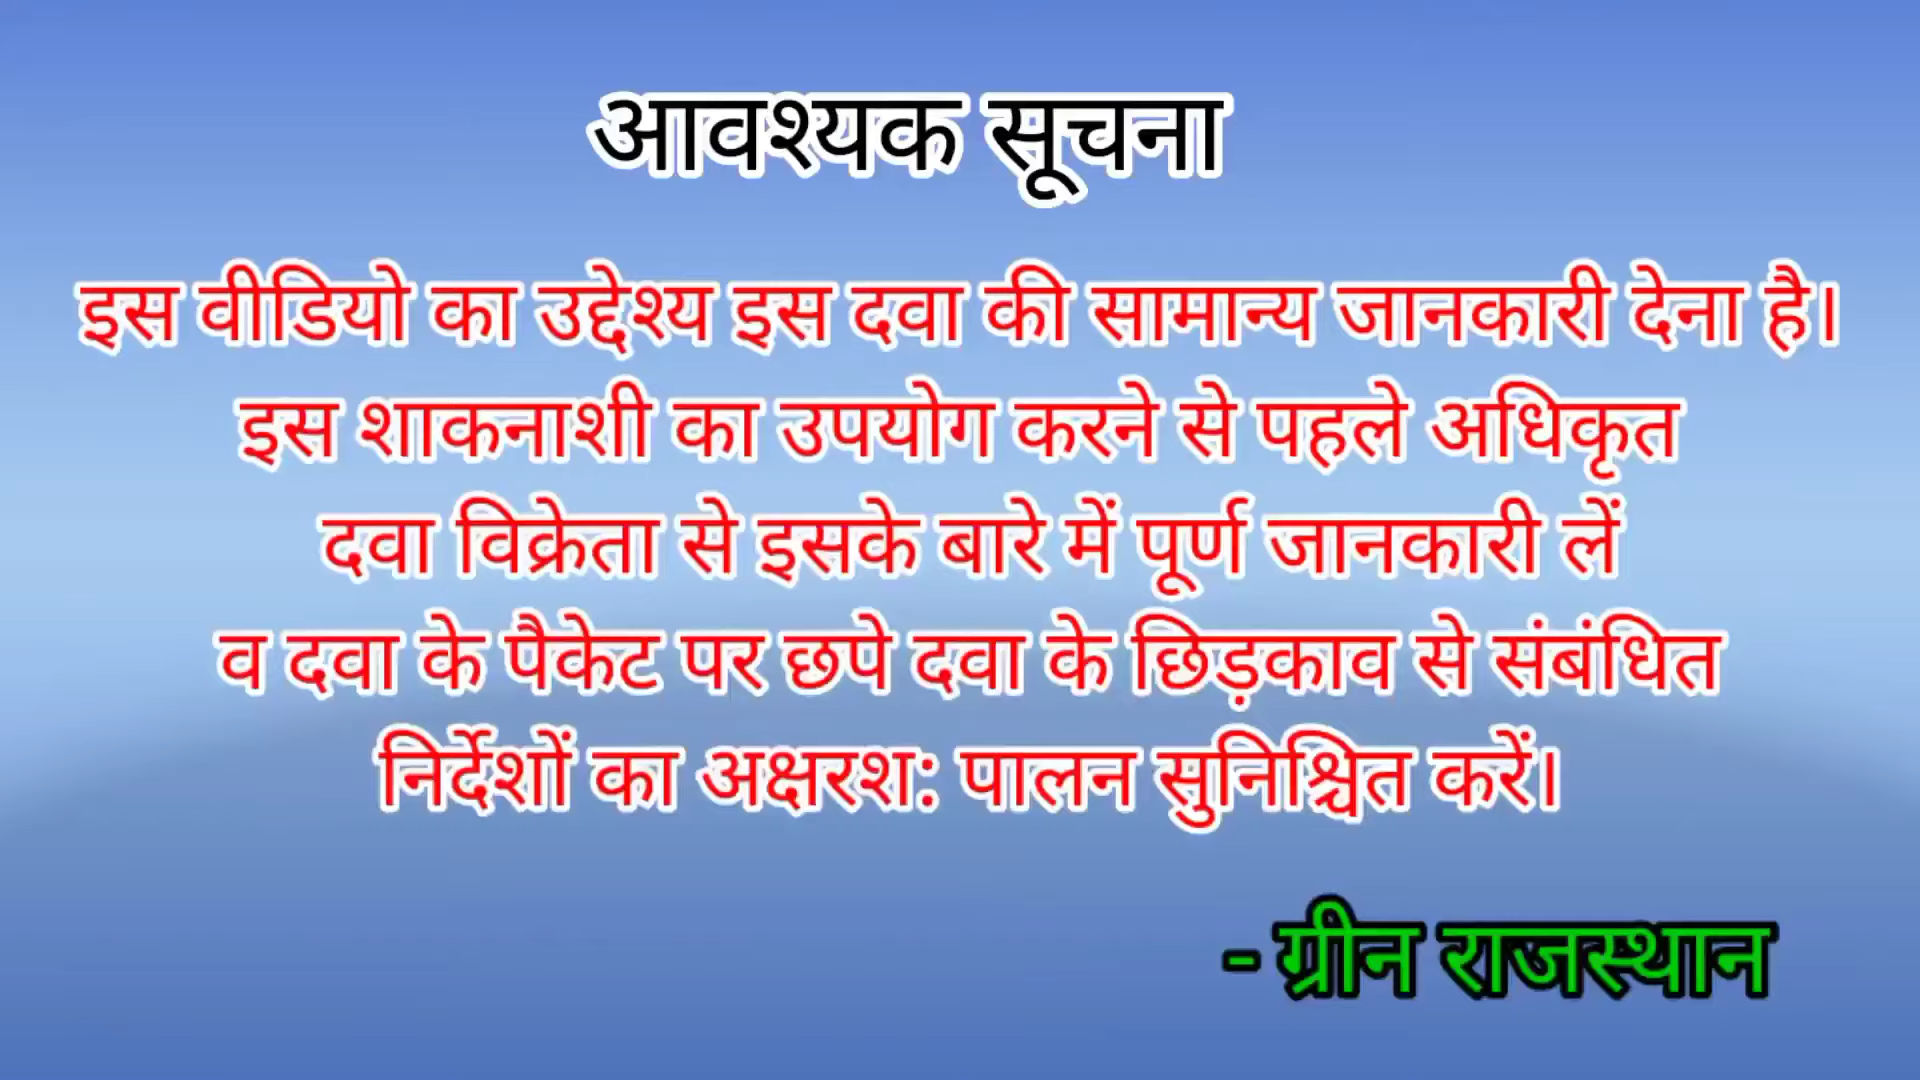 आवश्यक सूचना
इस वीडियो का उद्देश्य इस दवा की सामान्य जानकारी देना है।
इस शाकनाशी का उपयोग करने से पहले अधिकृत
दवा विक्रेता से इसके बारे में पूर्ण जानकारी लें
व दवा के पैकेट पर छपे दवा के छिड़काव से संबंधित
निर्देशों का अक्षरश: पालन सुनिश्चित करें।
- ग्रीन राजस्थान